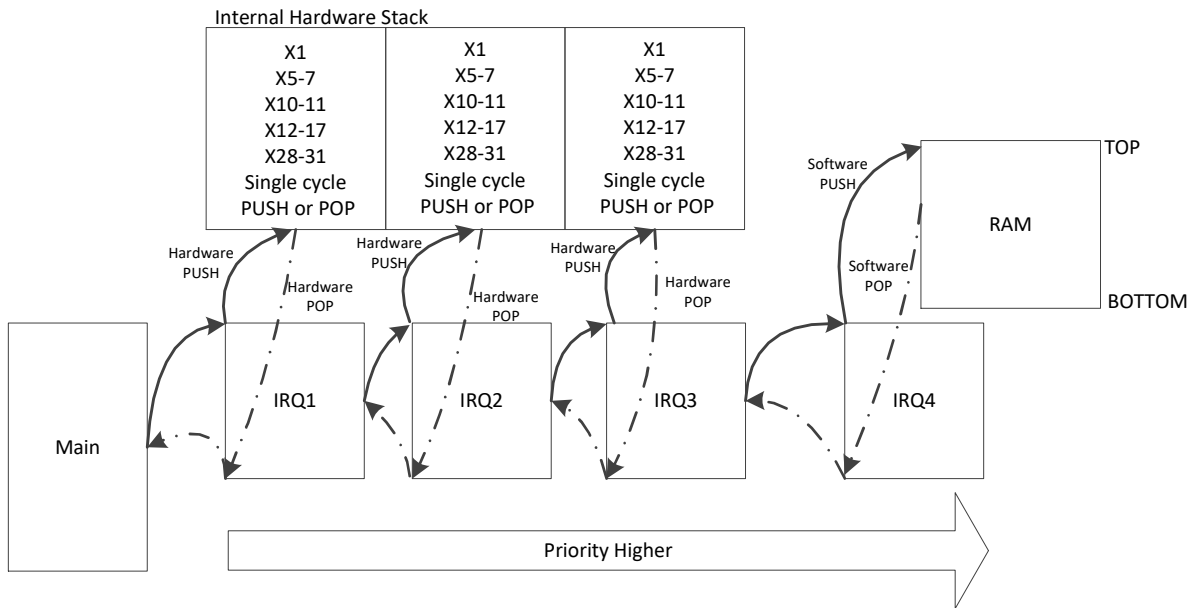 Internal Hardware Stack
X1
X5-7
X10-11
X12-17
X28-31
Single cycle
PUSH or POP
X1
X5-7
X10-11
X12-17
X28-31
Single cycle
PUSH or POP
X1
X5-7
X10-11
X12-17
X28-31
Single cycle
PUSH or POP
TOP
RAM
BOTTOM
Hardware
PUSH
Hardware
POP
Hardware
PUSH
Hardware
POP
Hardware
PUSH
Hardware
POP
Software
PUSH
Software
POP
Main
IRQ1
IRQ2
IRQ3
IRQ4
Priority Higher